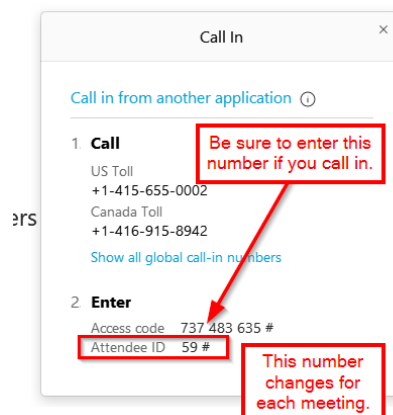 Call In
×
Call in from another application
1. Call
Be sure to enter this
number if you call in.
US Toll
+1-415-655-0002
Canada Toll
+1-416-915-8942
ers
Show all global call-in numbers
2. Enter
Access code 737 483 635 #
Attendee ID 59 #
This number
changes for
each meeting.